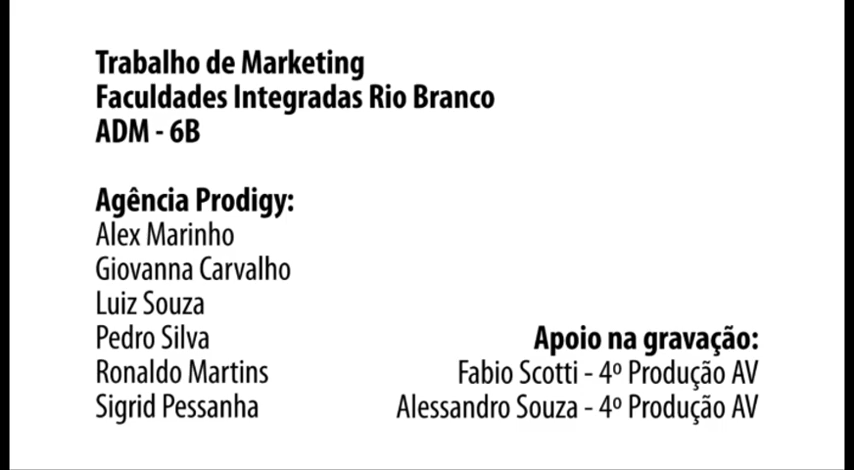 Trabalho de Marketing
Faculdades Integradas Rio Branco
ADM - 6B
Agência Prodigy:
Alex Marinho
Giovanna Carvalho
Luiz Souza
Pedro Silva
Ronaldo Martins
Sigrid Pessanha
Apoio na gravação:
Fabio Scotti - 4º Produção AV
Alessandro Souza - 4º Produção AV